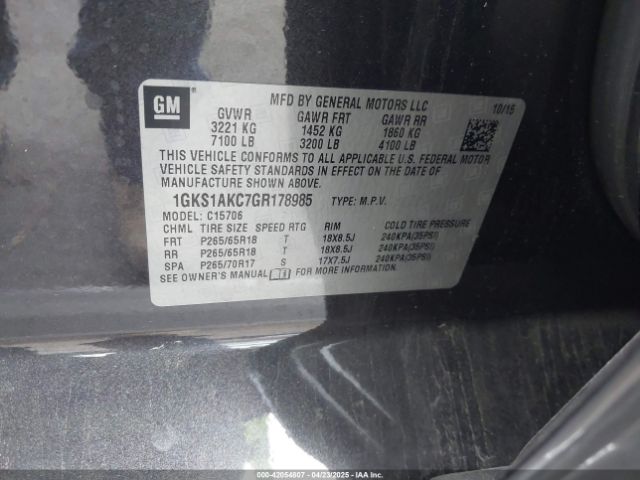 GM
MFD BY GENERAL MOTORS LLC
10/15
GVWR GAWR FRT GAWR RR
3221 KG 1452 KG 1860 KG
7100 LB 3200 LB 4100 LB
THIS VEHICLE CONFORMS TO ALL APPLICABLE U.S. FEDERAL MOTOR
VEHICLE SAFETY STANDARDS IN EFFECT ON THE DATE OF
MANUFACTURE SHOWN ABOVE.
1GKS1AKC7GR178985 TYPE: M.P.V.
MODEL: C15706
CHML TIRE SIZE SPEED RTG RIM COLD TIRE PRESSURE
FRT P265/65R18 T 18X8.5J 240KPA(35PSI)
RR P265/65R18 T 18X8.5J 240KPA(35PSI)
SPA P265/70R17 S 17X7.5J 240KPA(35PSI)
SEE OWNER'S MANUAL FOR MORE INFORMATION.
000-42054607 - 04/23/2025 - IAAI.CA